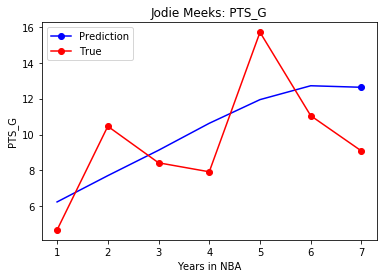 Jodie Meeks: PTS_G
Prediction
True
16
14
12
10
8
6
PTS_G
1 2 3 4 5 6 7
Years in NBA